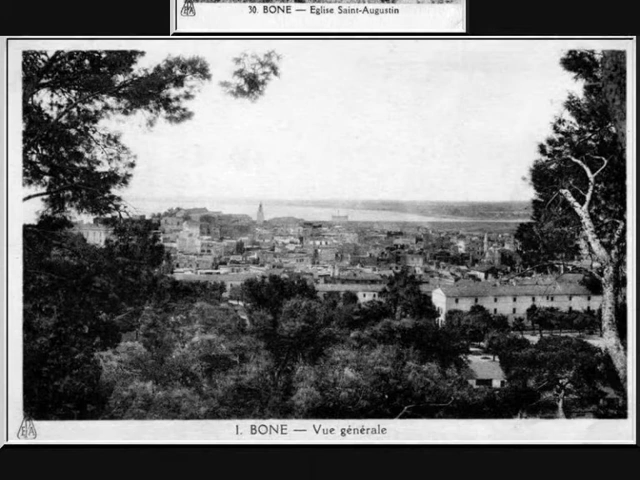 30. BONE — Eglise Saint-Augustin
1. BONE — Vue générale